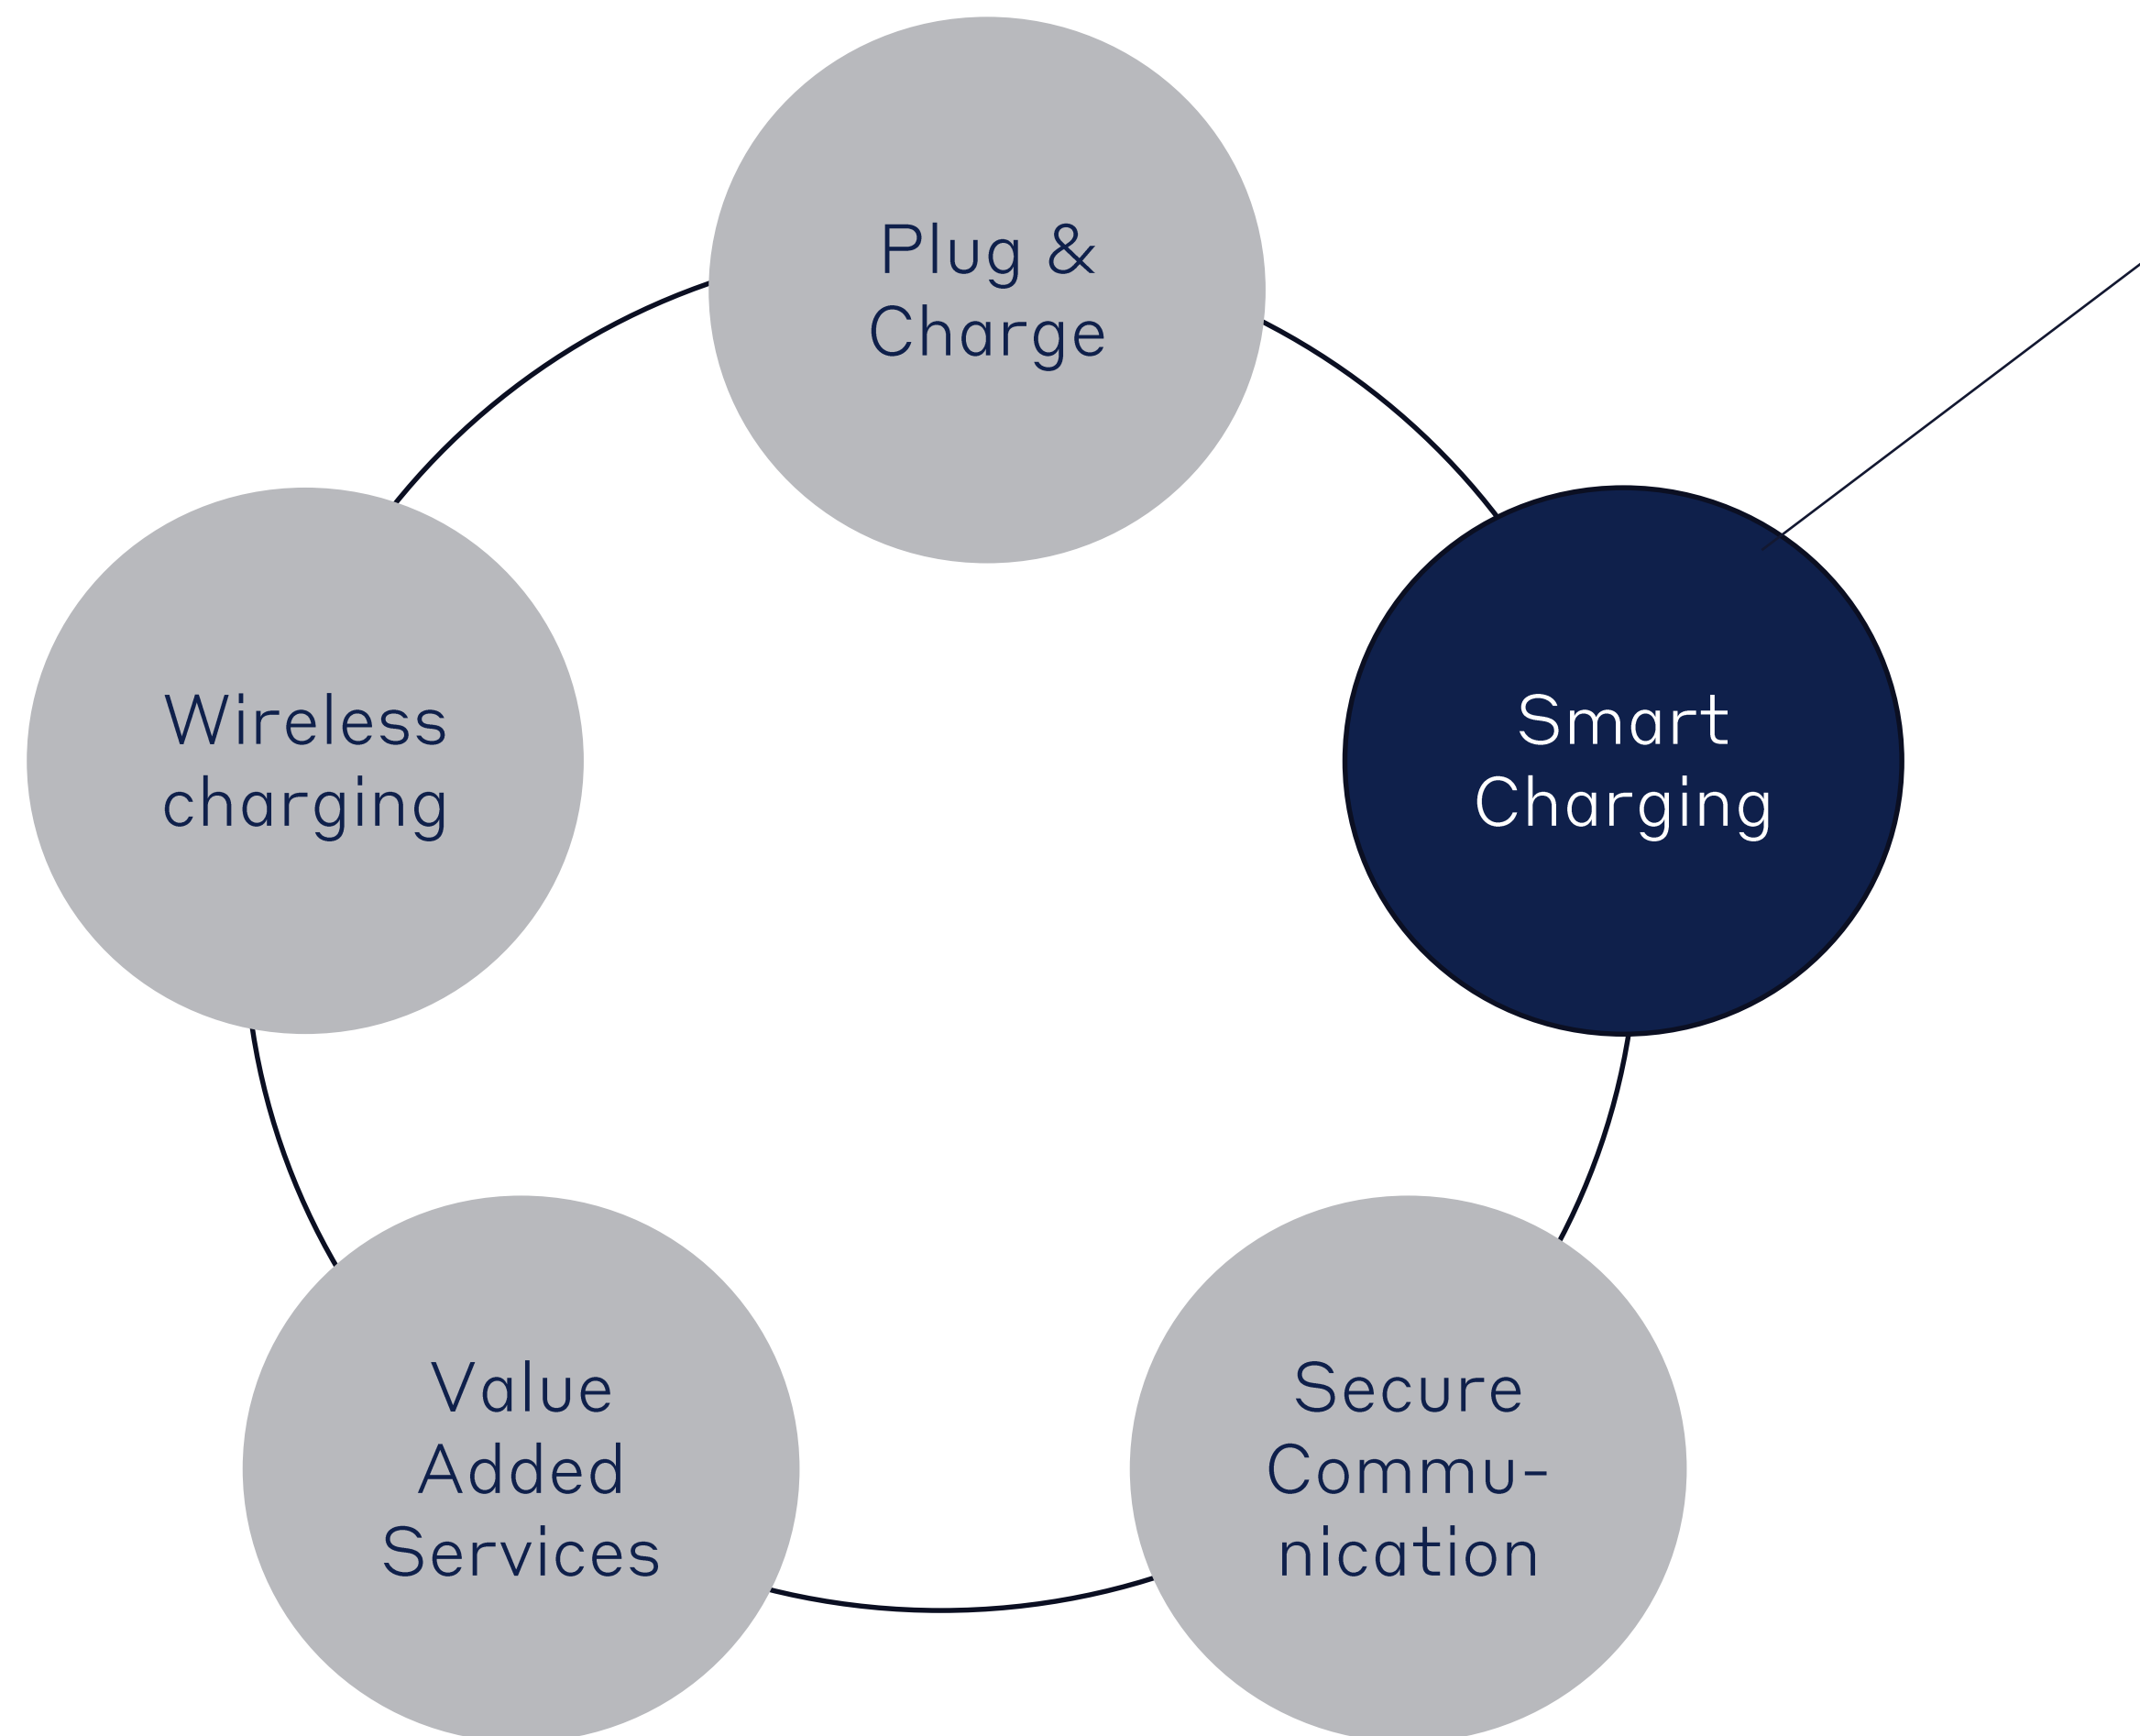 Plug &
Charge
Wireless
charging
Smart
Charging
Value
Added
Services
Secure
Commu-
nication